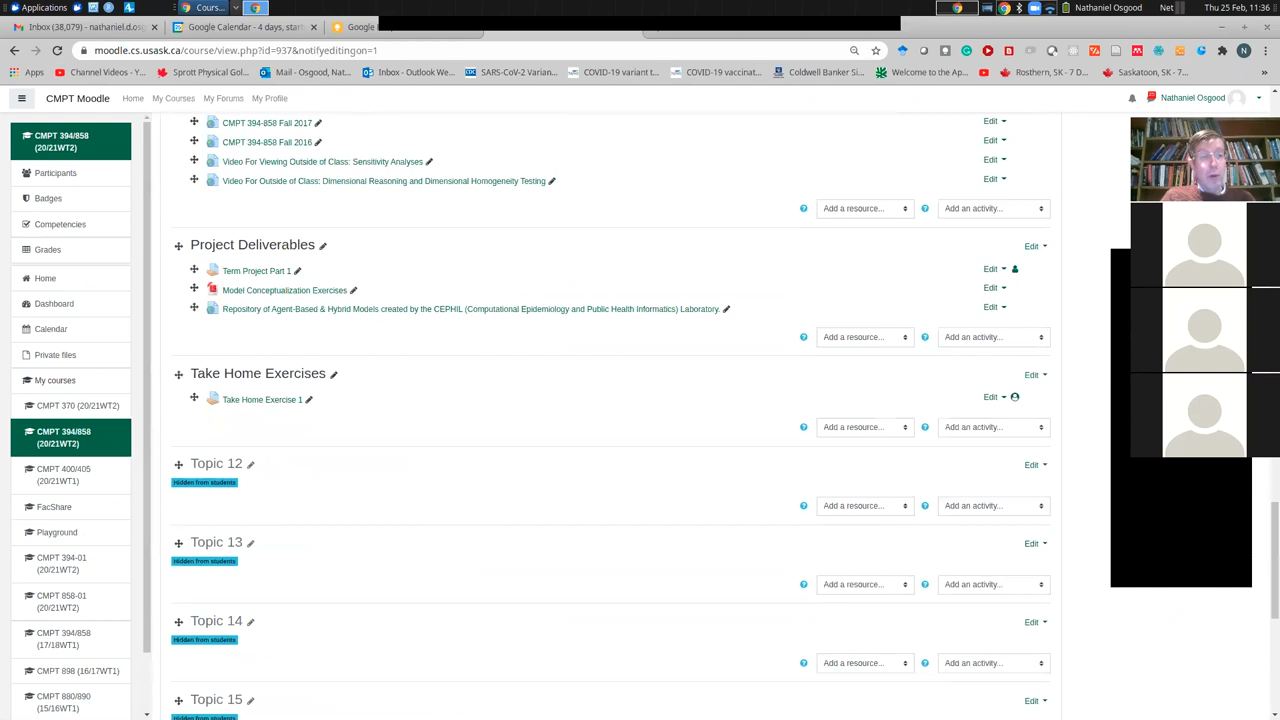 Applications
Cours...
Nathaniel Osgood
Net
Thu 25 Feb, 11:36
Inbox (38,079) - nathaniel.d.osg
Google Calendar - 4 days, starti
Google
moodle.cs.usask.ca/course/view.php?id=937&notifyeditingon=1
Apps
Channel Videos - Y...
Sprott Physical Gol...
Mail - Osgood, Nat...
Inbox - Outlook We...
SARS-CoV-2 Varian...
COVID-19 variant t...
COVID-19 vaccinat...
Coldwell Banker Si...
Welcome to the Ap...
Rosthern, SK - 7 D...
Saskatoon, SK - 7...
CMPT Moodle
Home
My Courses
My Forums
My Profile
Nathaniel Osgood
CMPT 394/858
(20/21WT2)
Participants
Badges
Competencies
Grades
Home
Dashboard
Calendar
Private files
My courses
CMPT 370 (20/21WT2)
CMPT 394/858
(20/21WT2)
CMPT 400/405
(20/21WT1)
FacShare
Playground
CMPT 394-01
(20/21WT2)
CMPT 858-01
(20/21WT2)
CMPT 394/858
(17/18WT1)
CMPT 898 (16/17WT1)
CMPT 880/890
(15/16WT1)
CMPT 394-858 Fall 2017
Edit
CMPT 394-858 Fall 2016
Edit
Video For Viewing Outside of Class: Sensitivity Analyses
Edit
Video For Outside of Class: Dimensional Reasoning and Dimensional Homogeneity Testing
Edit
Add a resource...
Add an activity...
Project Deliverables
Edit
Term Project Part 1
Edit
Model Conceptualization Exercises
Edit
Repository of Agent-Based & Hybrid Models created by the CEPHIL (Computational Epidemiology and Public Health Informatics) Laboratory.
Edit
Add a resource...
Add an activity...
Take Home Exercises
Edit
Take Home Exercise 1
Edit
Add a resource...
Add an activity...
Topic 12
Edit
Hidden from students
Add a resource...
Add an activity...
Topic 13
Edit
Hidden from students
Add a resource...
Add an activity...
Topic 14
Edit
Hidden from students
Add a resource...
Add an activity...
Topic 15
Edit
Hidden from students